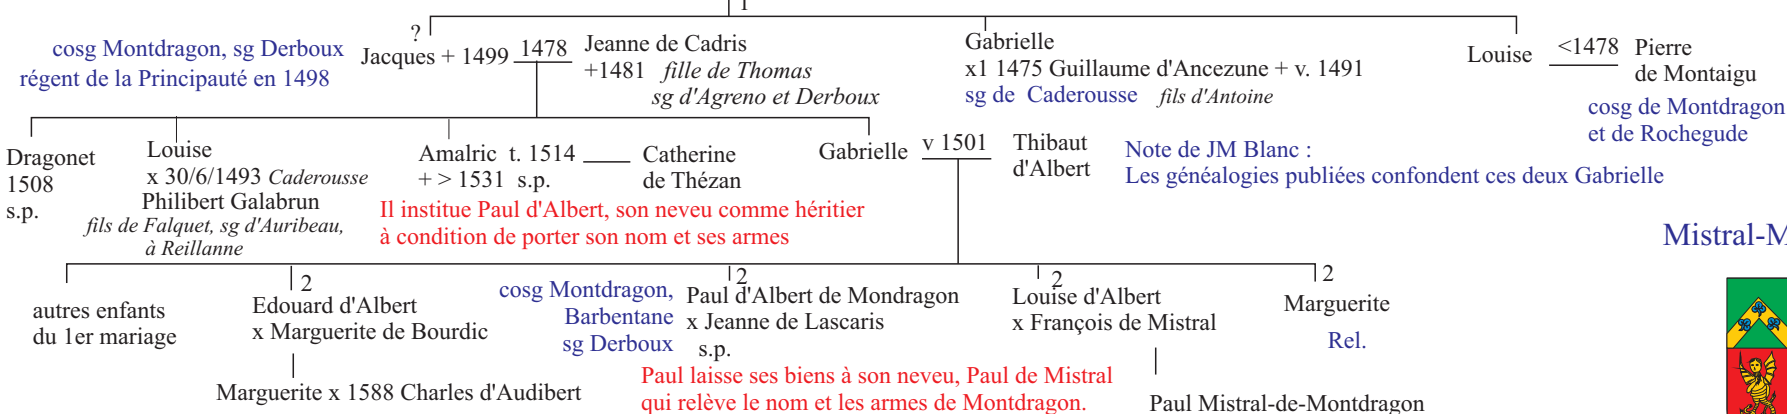 1
?
cosg Montdragon, sg Derboux
régent de la Principauté en 1498
Jacques + 1499
1478
Jeanne de Cadris
+1481 fille de Thomas
sg d'Agreno et Derboux
Gabrielle
x1 1475 Guillaume d'Ancezune + v. 1491
sg de Caderousse fils d'Antoine
Louise
<1478
Pierre
de Montaigu
cosg de Montdragon
et de Rochegude
Dragonet
1508
s.p.
Louise
x 30/6/1493 Caderousse
Philibert Galabrun
fils de Falquet, sg d'Auribeau,
à Reillanne
Amalric t. 1514
+ > 1531 s.p.
Catherine
de Thézan
Il institue Paul d'Albert, son neveu comme héritier
à condition de porter son nom et ses armes
Gabrielle
v 1501
Thibaut
d'Albert
Note de JM Blanc :
Les généalogies publiées confondent ces deux Gabrielle
Mistral-M
autres enfants
du 1er mariage
2
Edouard d'Albert
x Marguerite de Bourdic
Marguerite x 1588 Charles d'Audibert
cosg Montdragon,
Barbentane
sg Derboux
2
Paul d'Albert de Mondragon
x Jeanne de Lascaris
s.p.
Paul laisse ses biens à son neveu, Paul de Mistral
qui relève le nom et les armes de Montdragon.
2
Louise d'Albert
x François de Mistral
Paul Mistral-de-Montdragon
2
Marguerite
Rel.